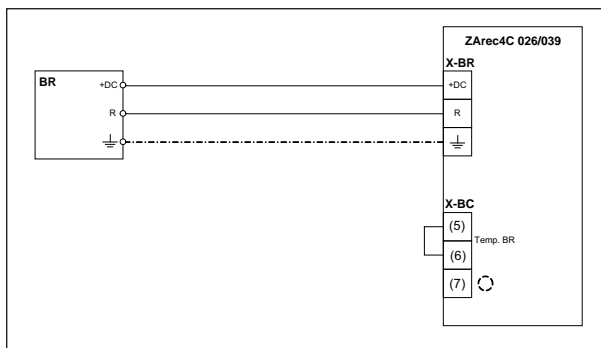 ZArec4C 026/039
X-BR
BR
+DC
+DC
R
R
X-BC
(5)
Temp. BR
(6)
(7)